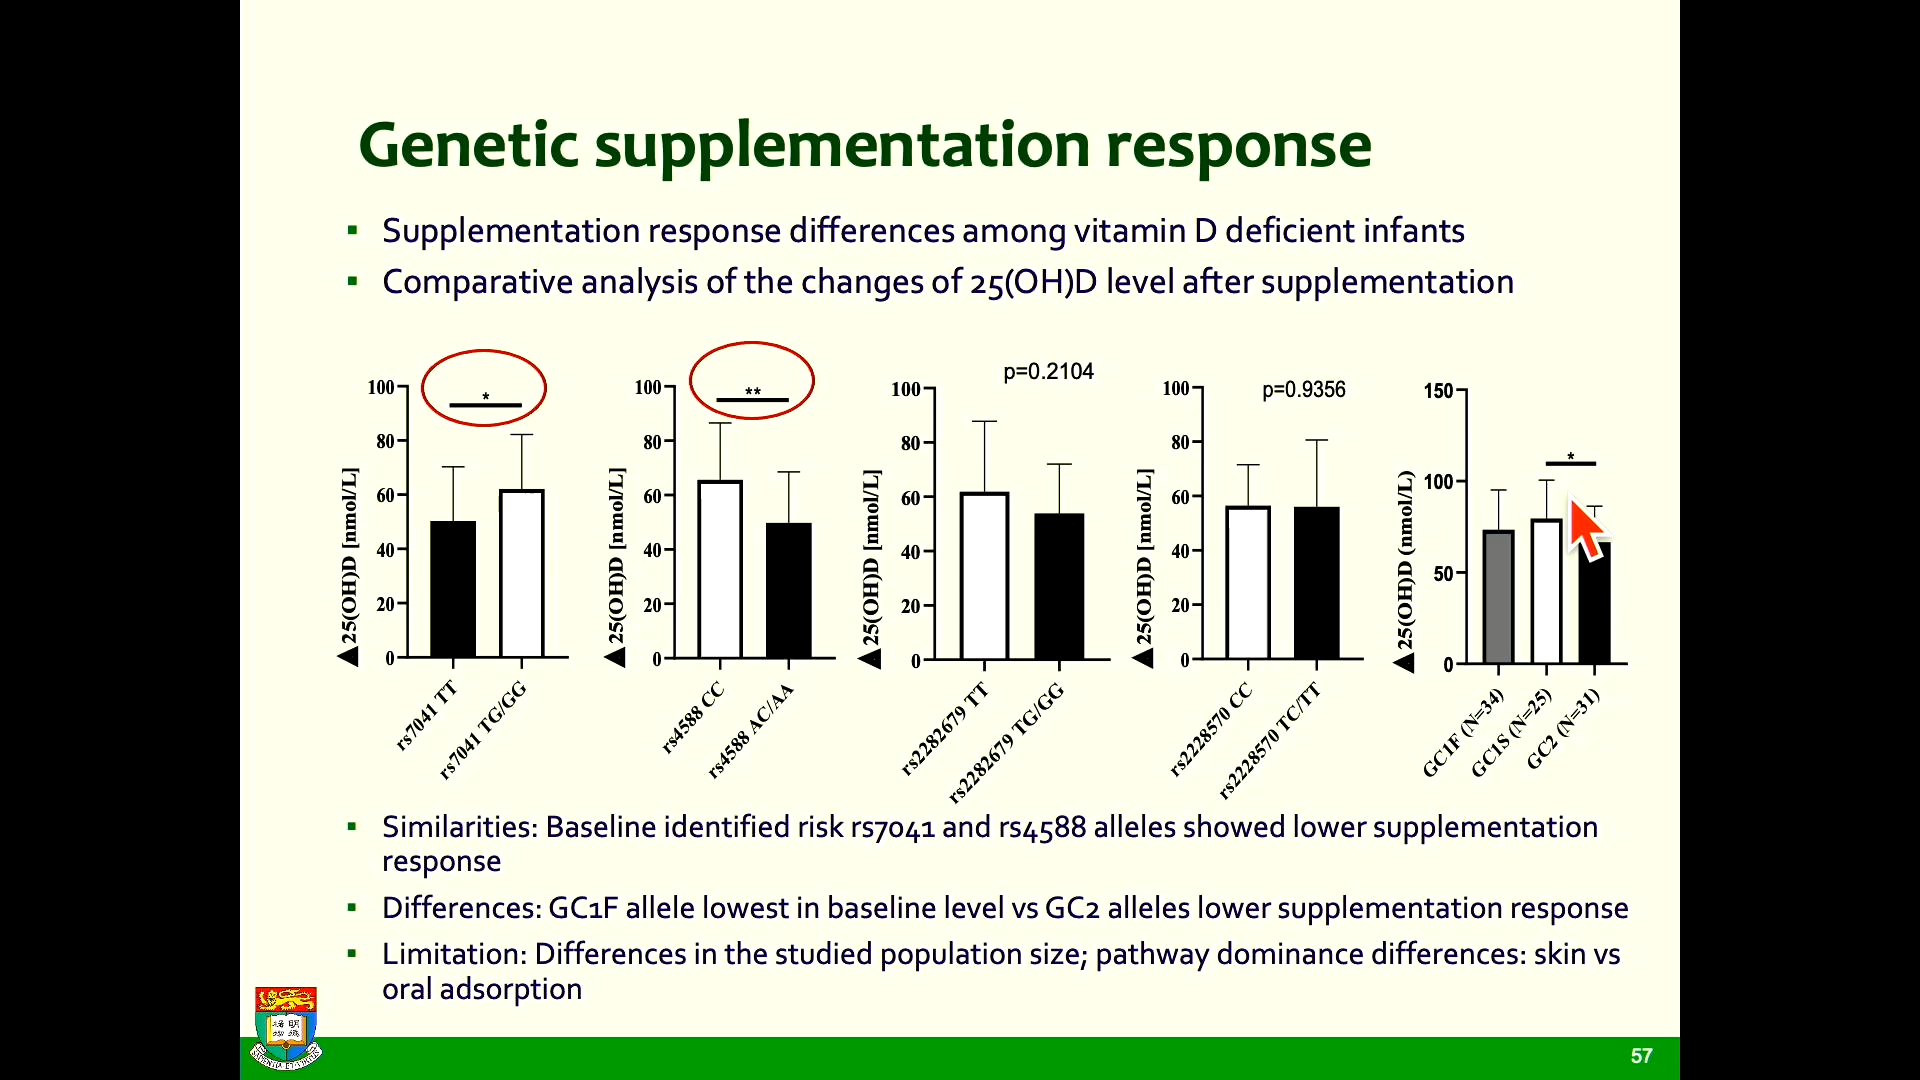 Genetic supplementation response
▪ Supplementation response differences among vitamin D deficient infants
▪ Comparative analysis of the changes of 25(OH)D level after supplementation
100
80
60
40
20
0
▲25(OH)D [nmol/L]
*
rs7041 TT
rs7041 TG/GG
100
80
60
40
20
0
▲25(OH)D [nmol/L]
**
rs4588 CC
rs4588 AC/AA
p=0.2104
100
80
60
40
20
0
▲25(OH)D [nmol/L]
rs2282679 TT
rs2282679 TG/GG
p=0.9356
100
80
60
40
20
0
▲25(OH)D [nmol/L]
rs2228570 CC
rs2228570 TC/TT
150
100
50
0
▲25(OH)D (nmol/L)
*
GC1F (N=34)
GC1S (N=25)
GC2 (N=31)
▪ Similarities: Baseline identified risk rs7041 and rs4588 alleles showed lower supplementation
response
▪ Differences: GC1F allele lowest in baseline level vs GC2 alleles lower supplementation response
▪ Limitation: Differences in the studied population size; pathway dominance differences: skin vs
oral adsorption
57